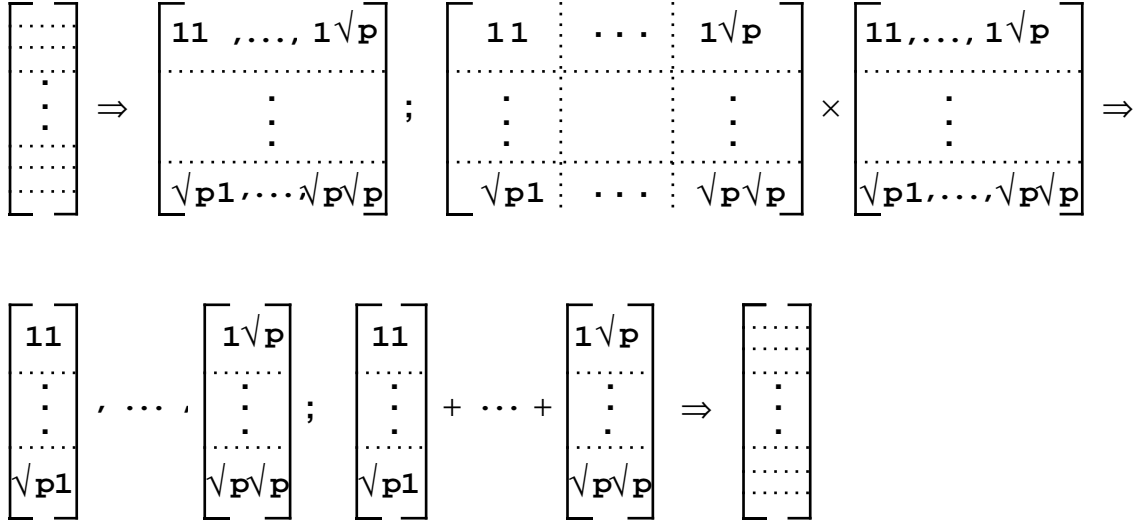 11 ,..., 1√p 11 ... 1√p 11,..., 1√p
⋮ ⇒ ⋮ ; ⋮ ⋮ × ⋮ ⇒
√p1,...,√p√p √p1 ... √p√p √p1,...,√p√p
11 1√p 11 1√p
⋮ , ... , ⋮ ; ⋮ + ... + ⋮ ⇒ ⋮
√p1 √p√p √p1 √p√p